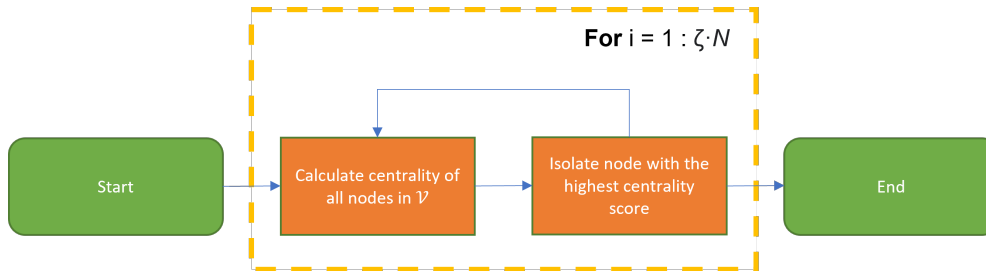 For i = 1 : ζ·N
Start
Calculate centrality of
all nodes in 𝒱
Isolate node with the
highest centrality
score
End